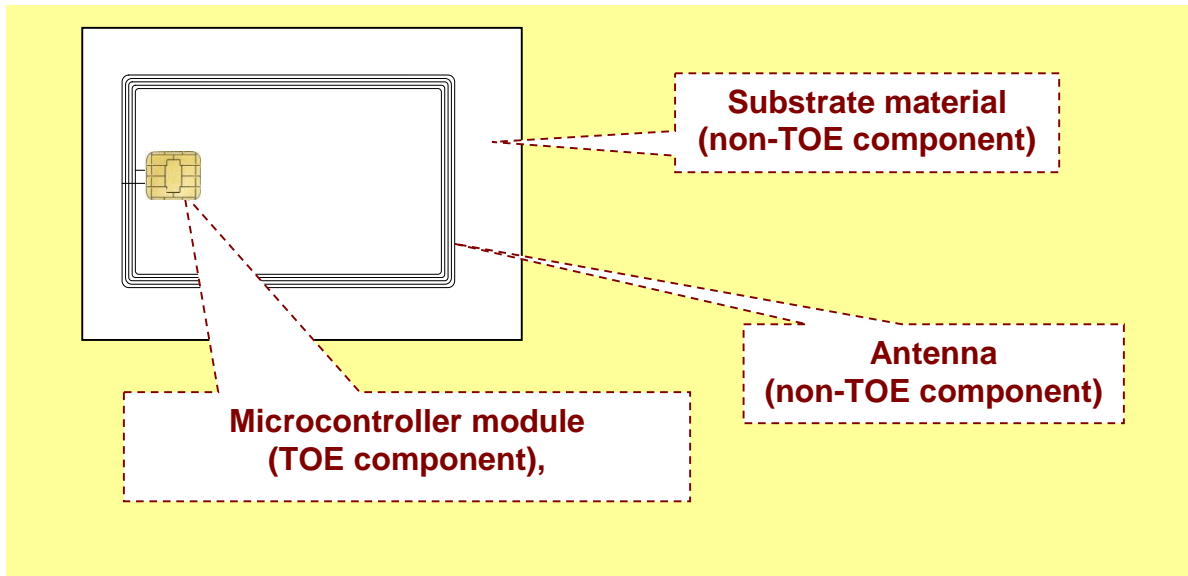 Substrate material
(non-TOE component)
Antenna
(non-TOE component)
Microcontroller module
(TOE component),